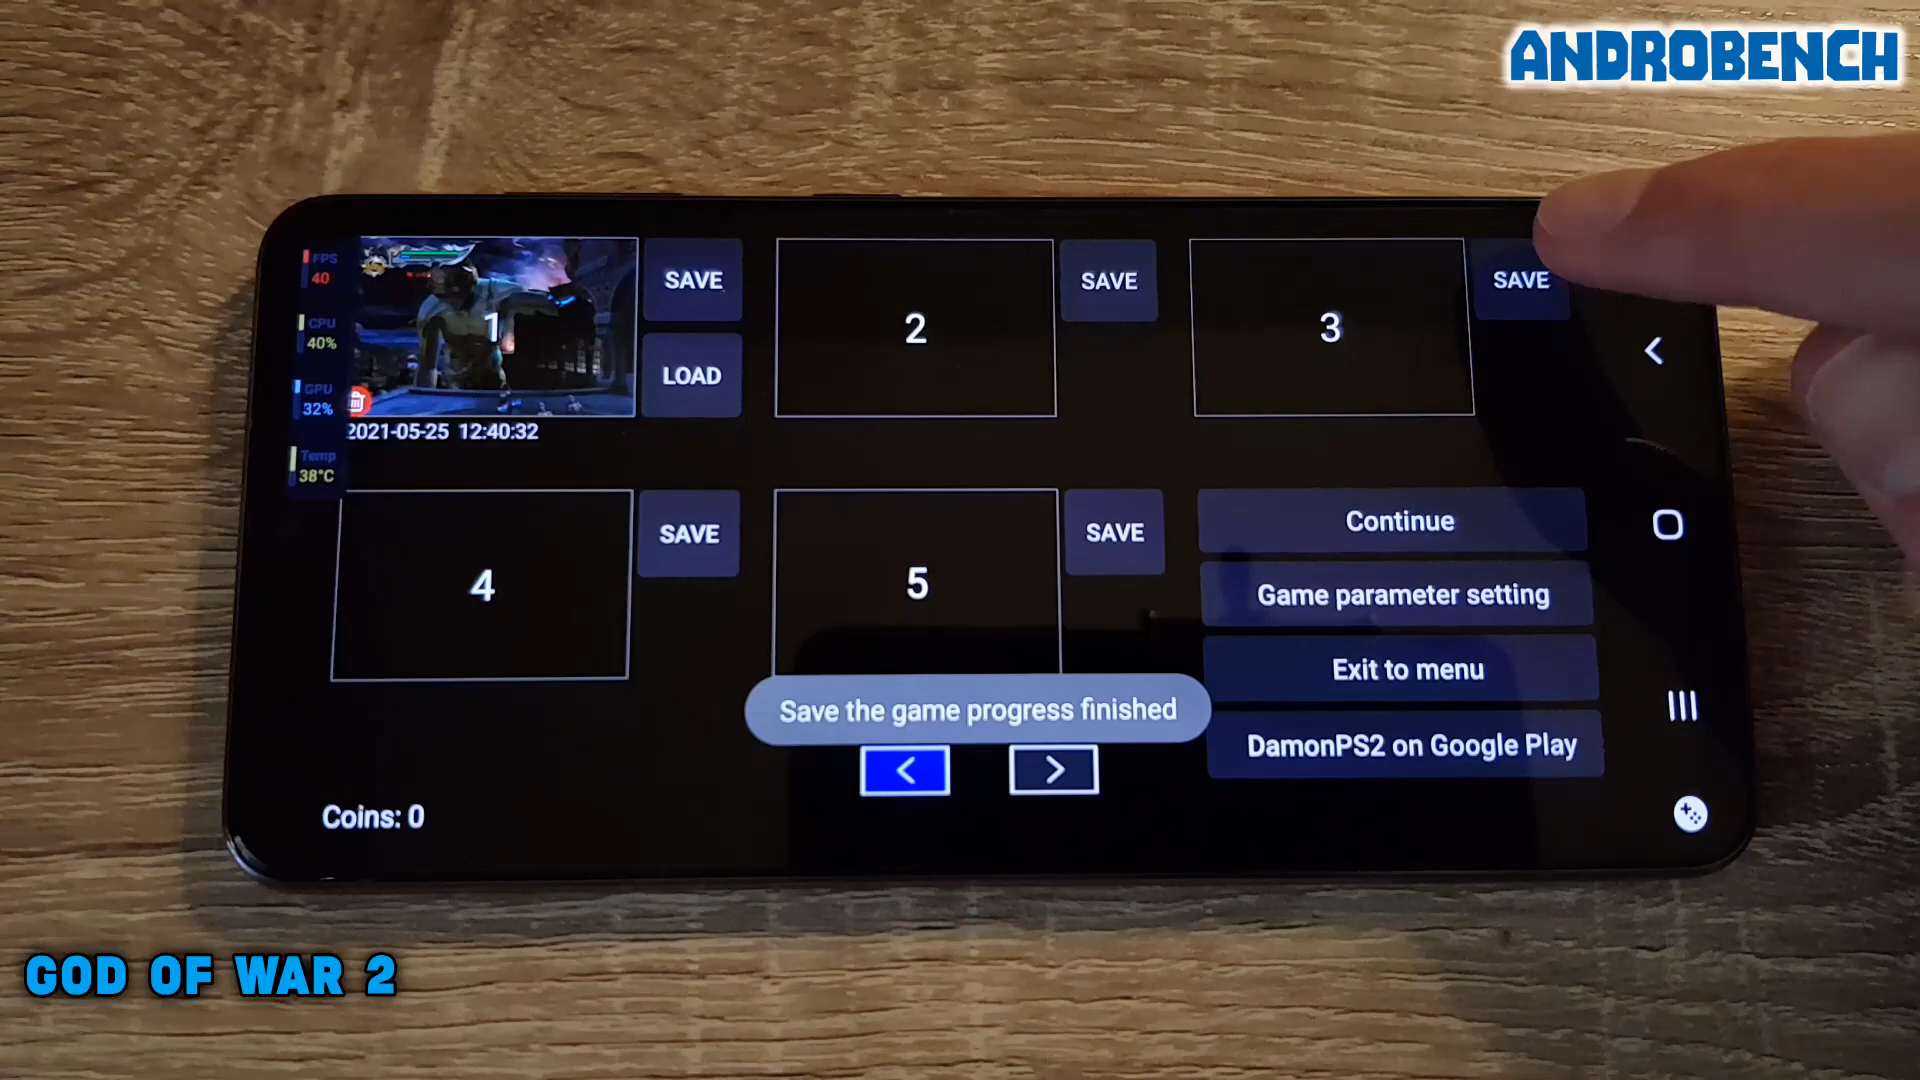 ANDROBENCH
FPS
40
CPU
40%
GPU
32%
Temp
38°C
1
2021-05-25 12:40:32
SAVE
LOAD
2
SAVE
3
SAVE
4
SAVE
5
SAVE
Continue
Game parameter setting
Exit to menu
DamonPS2 on Google Play
Save the game progress finished
<
>
Coins: 0
GOD OF WAR 2